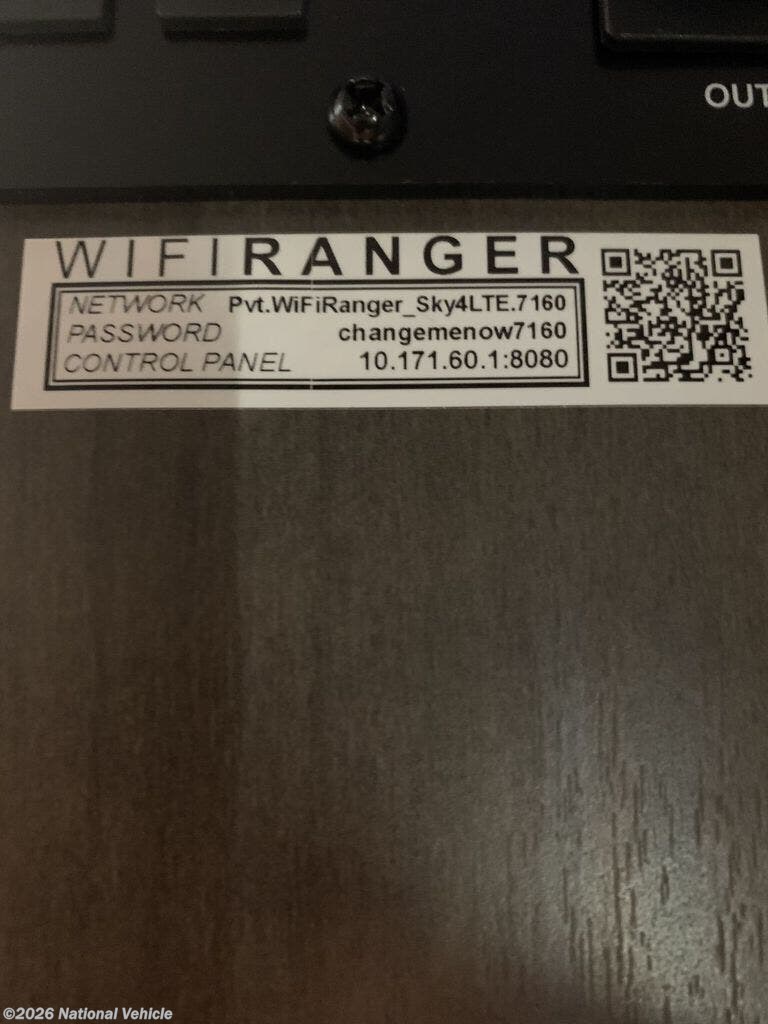 OUT
WIFIRANGER
NETWORK Pvt.WiFiRanger_Sky4LTE.7160
PASSWORD changemenow7160
CONTROL PANEL 10.171.60.1:8080
©2026 National Vehicle